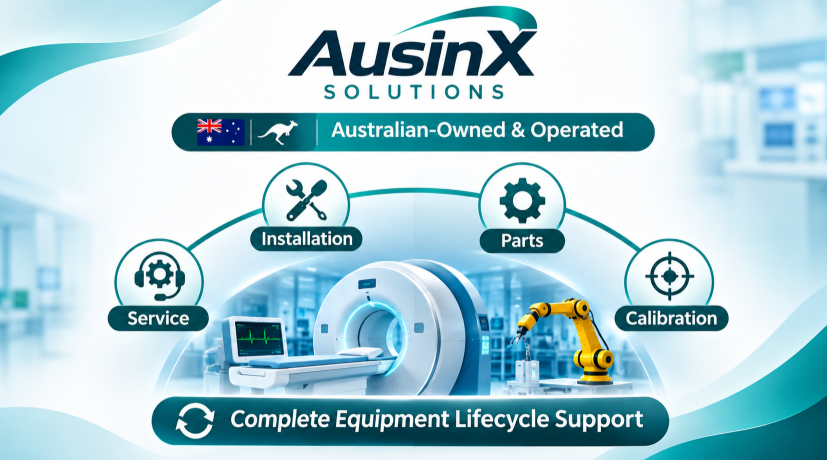 AusinX
SOLUTIONS
Australian-Owned & Operated
Installation
Parts
Service
Calibration
Complete Equipment Lifecycle Support